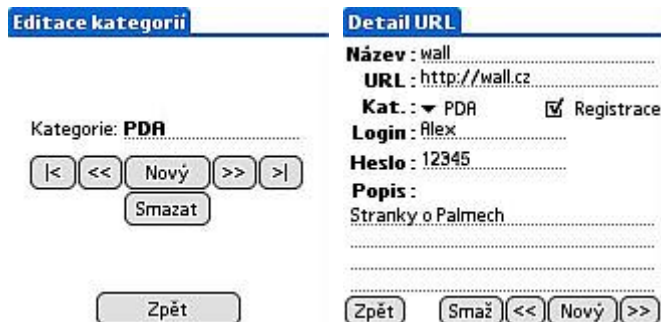 Editace kategorií
Kategorie: PDA
|< << Nový >> >|
Smazat
Zpět
Detail URL
Název : wall
URL : http://wall.cz
Kat. : PDA Registrace
Login : Alex
Heslo : 12345
Popis :
Stranky o Palmech
Zpět Smaž << Nový >>